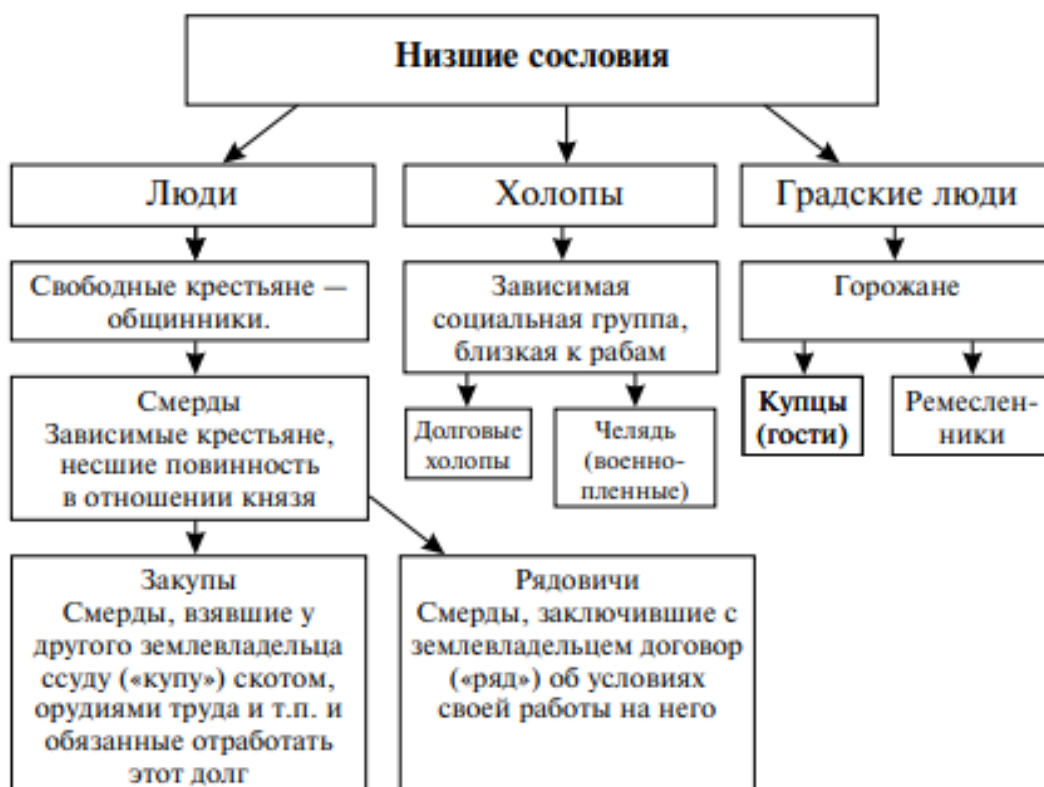 Низшие сословия
Люди
Холопы
Градские люди
Свободные крестьяне —
общинники.
Зависимая
социальная группа,
близкая к рабам
Горожане
Смерды
Зависимые крестьяне,
несшие повинность
в отношении князя
Долговые
холопы
Челядь
(военно-
пленные)
Купцы
(гости)
Ремеслен-
ники
Закупы
Смерды, взявшие у
другого землевладельца
ссуду («купу») скотом,
орудиями труда и т.п. и
обязанные отработать
этот долг
Рядовичи
Смерды, заключившие с
землевладельцем договор
(«ряд») об условиях
своей работы на него